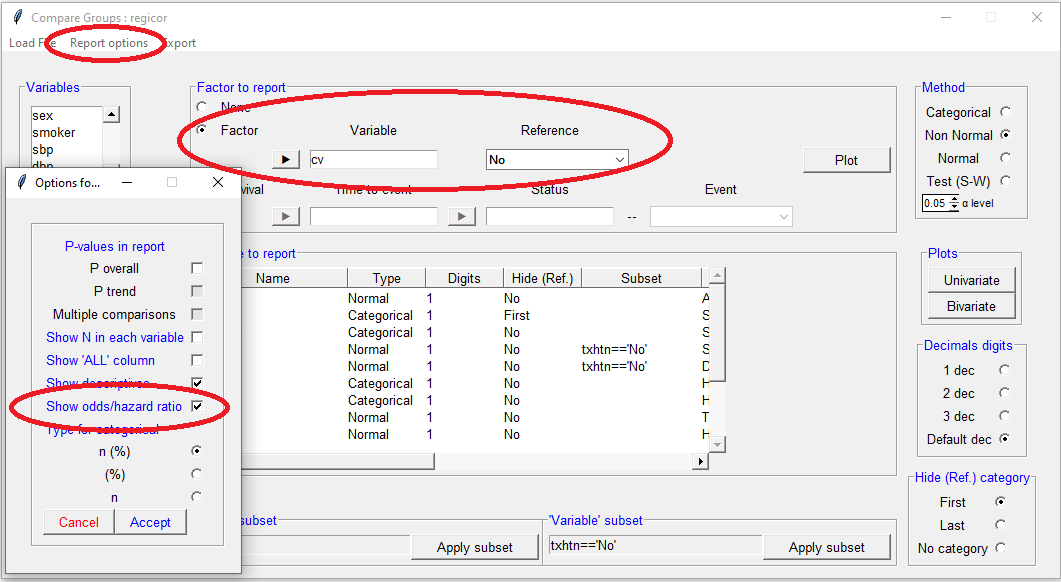 Compare Groups : regicor
Load File Report options Export
Variables
sex
smoker
sbp
dbp
Factor to report
None
Factor Variable Reference
cv No
Plot
Time to event Status Event
--
Method
Categorical
Non Normal
Normal
Test (S-W)
0.05 α level
Options fo...
P-values in report
P overall
P trend
Multiple comparisons
Show N in each variable
Show 'ALL' column
Show descriptives
Show odds/hazard ratio
Type for categorical
n (%)
(%)
n
Cancel Accept
to report
Name Type Digits Hide (Ref.) Subset
Normal 1 No A
Categorical 1 First S
Categorical 1 No S
Normal 1 No txhtn=='No' S
Normal 1 No txhtn=='No' D
Categorical 1 No H
Categorical 1 No H
Normal 1 No T
Normal 1 No H
Plots
Univariate
Bivariate
Decimals digits
1 dec
2 dec
3 dec
Default dec
Hide (Ref.) category
First
Last
No category
subset
Apply subset
'Variable' subset
txhtn=='No' Apply subset